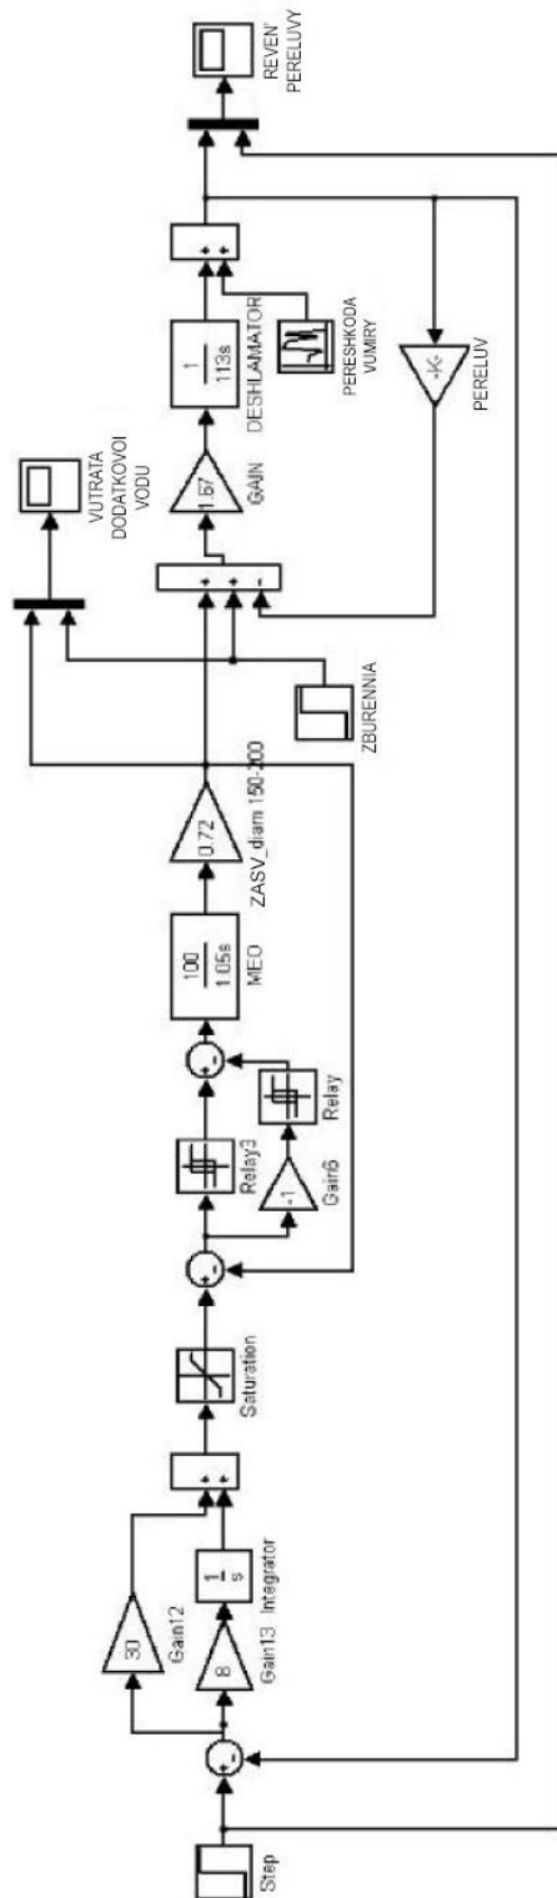 Step
30
Gain12
8
Gain13
1
s
Integrator
Saturation
Relay3
-1
Gain6
Relay
100
1.05s
MEO
0.72
ZASV_diam 150-200
ZBURENNIA
VUTRATA
DODATKOVOI
VODU
1.67
GAIN
1
113s
DESHLAMATOR
PERESHKODA
VUMIRY
-K-
PERELUV
REVEN'
PERELUVY